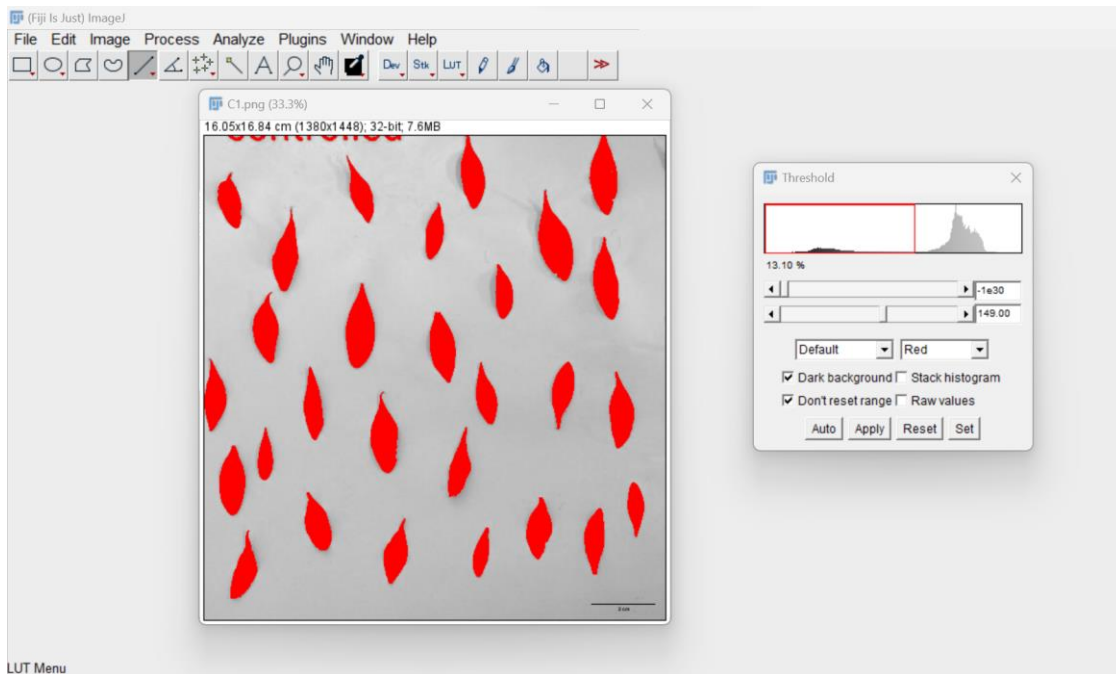 (Fiji Is Just) ImageJ
File Edit Image Process Analyze Plugins Window Help
Dev Stk LUT
C1.png (33.3%)
16.05x16.84 cm (1380x1448); 32-bit; 7.6MB
controlled
Threshold
13.10 %
-1e30
149.00
Default Red
Dark background Stack histogram
Don't reset range Raw values
Auto Apply Reset Set
LUT Menu